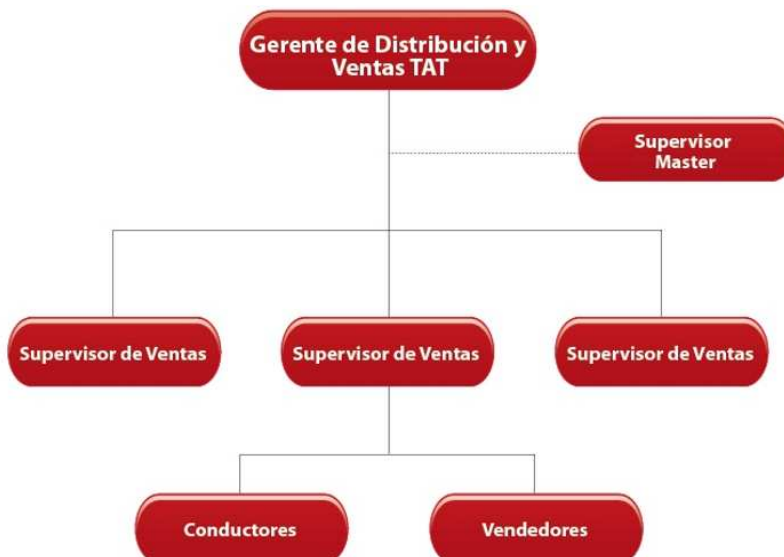 Gerente de Distribución y
Ventas TAT
Supervisor
Master
Supervisor de Ventas
Supervisor de Ventas
Supervisor de Ventas
Conductores
Vendedores